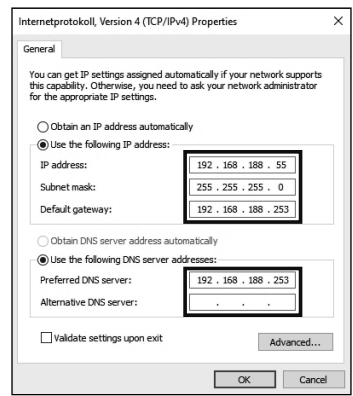 Internetprotokoll, Version 4 (TCP/IPv4) Properties
General
You can get IP settings assigned automatically if your network supports
this capability. Otherwise, you need to ask your network administrator
for the appropriate IP settings.
Obtain an IP address automatically
Use the following IP address:
IP address: 192 . 168 . 188 . 55
Subnet mask: 255 . 255 . 255 . 0
Default gateway: 192 . 168 . 188 . 253
Obtain DNS server address automatically
Use the following DNS server addresses:
Preferred DNS server: 192 . 168 . 188 . 253
Alternative DNS server: . . .
Validate settings upon exit
Advanced...
OK Cancel